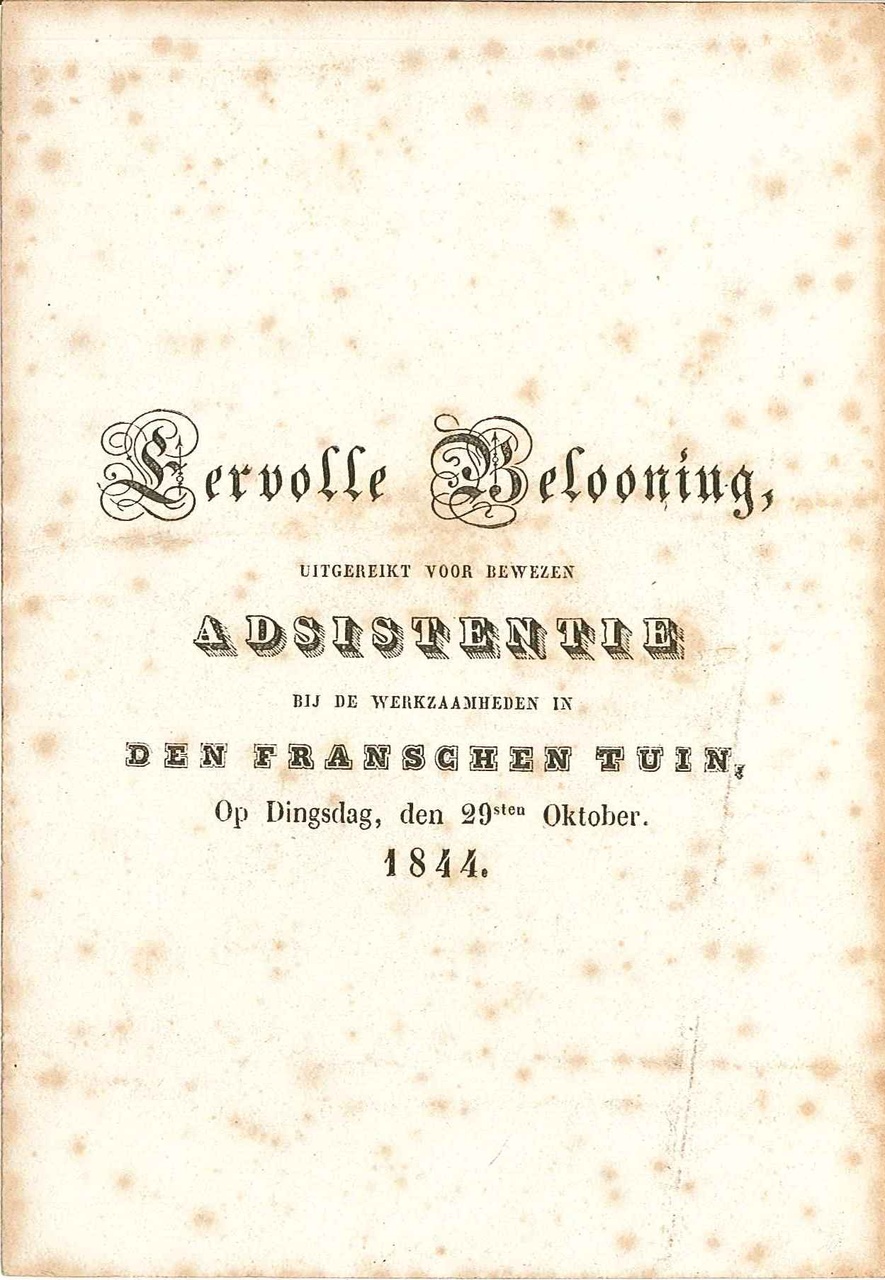 Eervolle Belooning,
UITGEREIKT VOOR BEWEZEN
ADSISTENTIE
BIJ DE WERKZAAMHEDEN IN
DEN FRANSCHEN TUIN,
Op Dingsdag, den 29sten Oktober.
1844.